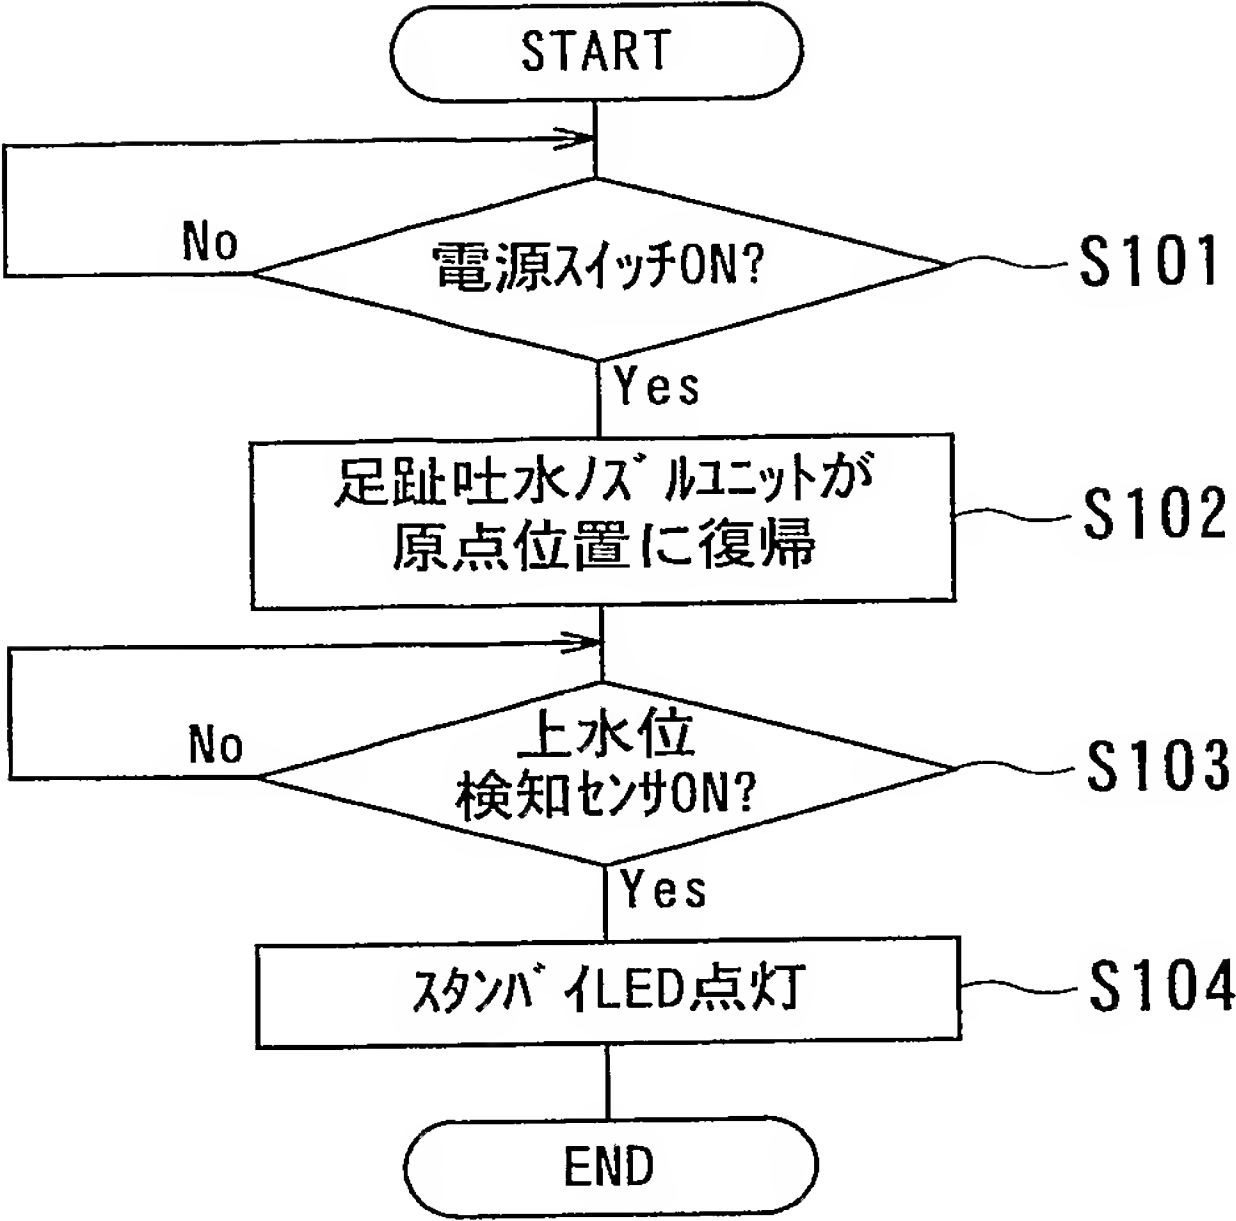 START
No
電源スイッチON?
S101
Yes
足趾吐水ノズルユニットが
原点位置に復帰
S102
No
上水位
検知センサON?
S103
Yes
スタンバイLED点灯
S104
END